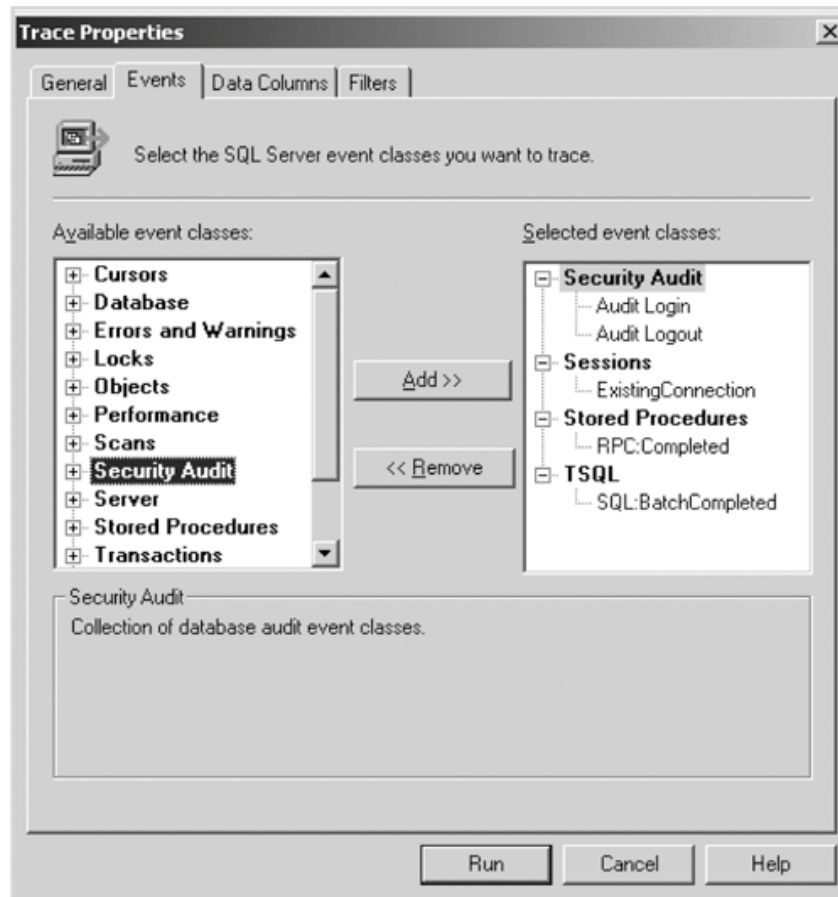 Trace Properties
General Events Data Columns Filters
Select the SQL Server event classes you want to trace.
Available event classes:
Cursors
Database
Errors and Warnings
Locks
Objects
Performance
Scans
Security Audit
Server
Stored Procedures
Transactions
Add >>
<< Remove
Selected event classes:
Security Audit
Audit Login
Audit Logout
Sessions
ExistingConnection
Stored Procedures
RPC:Completed
TSQL
SQL:BatchCompleted
Security Audit
Collection of database audit event classes.
Run Cancel Help